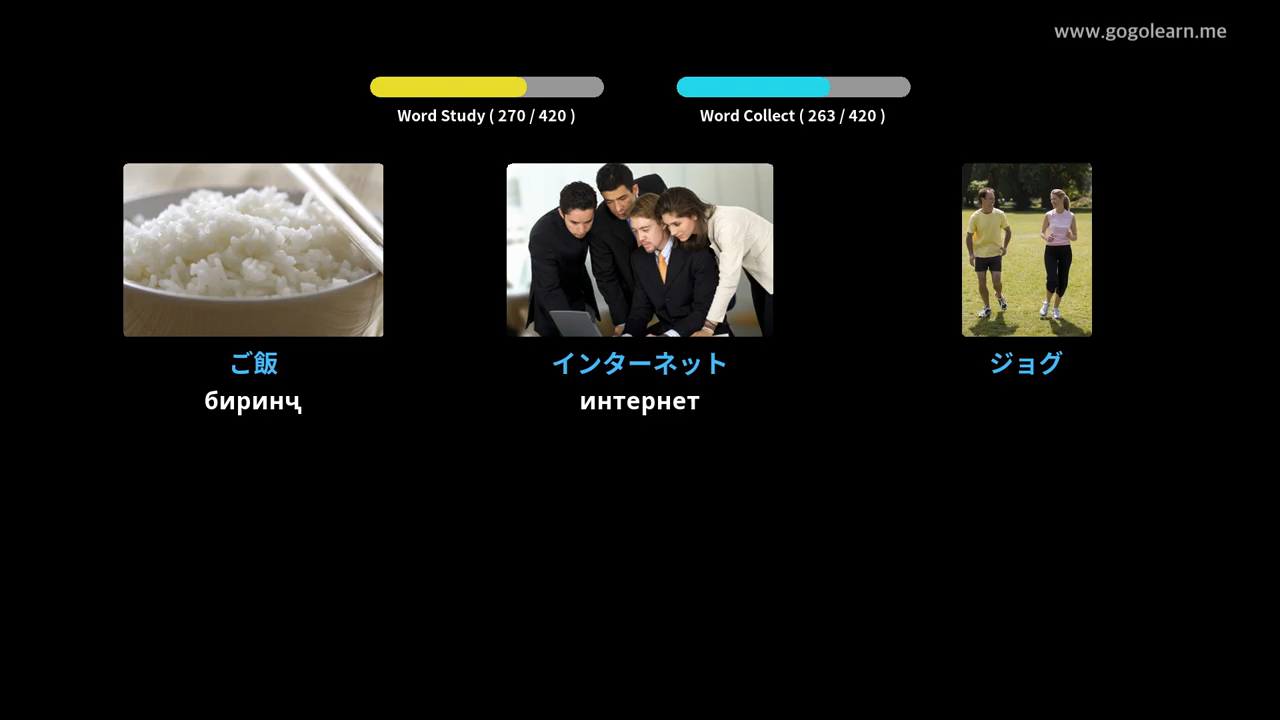 www.gogolearn.me
Word Study ( 270 / 420 )
Word Collect ( 263 / 420 )
ご飯
インターネット
ジョグ
биринҷ
интернет